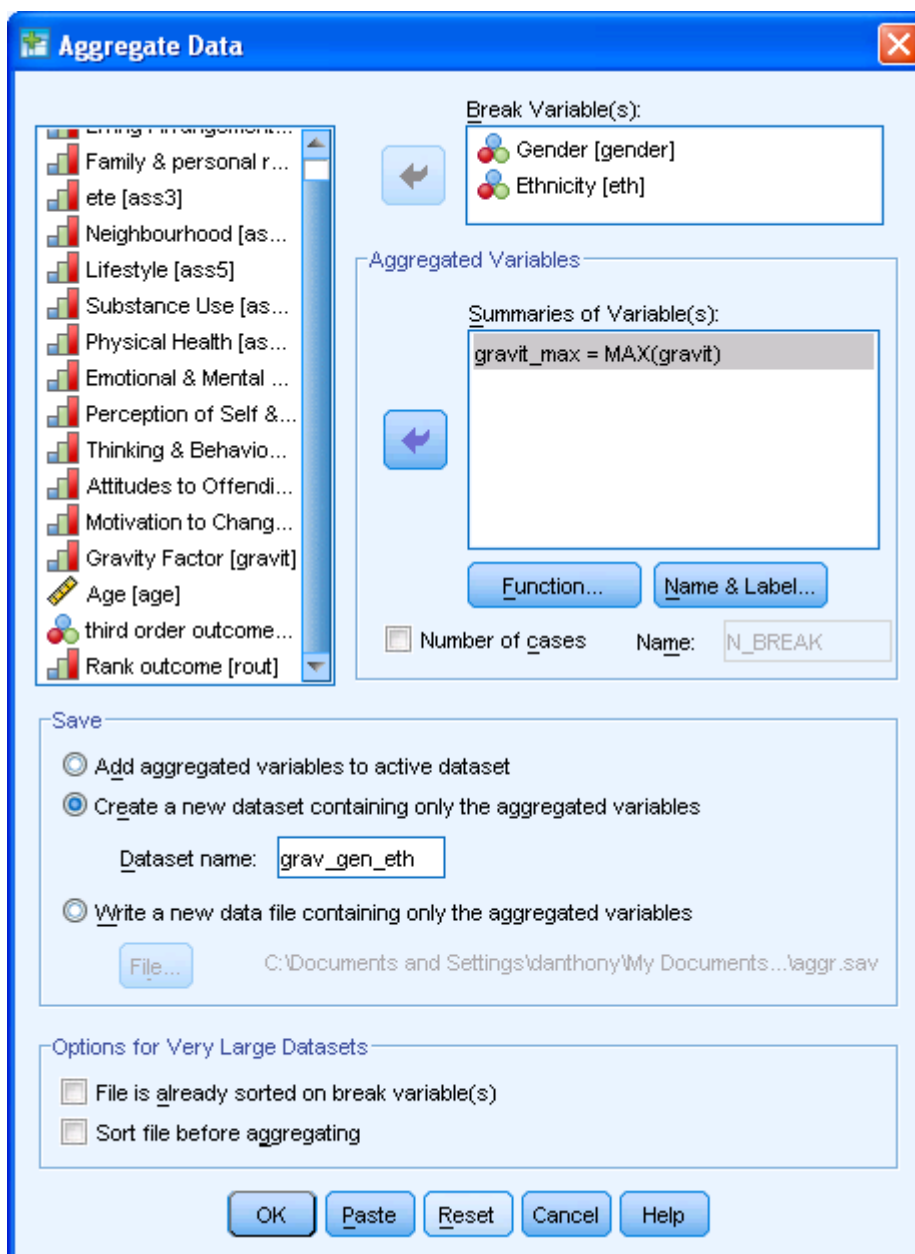 Aggregate Data
Break Variable(s):
Gender [gender]
Ethnicity [eth]
Family & personal r...
ete [ass3]
Neighbourhood [as...
Lifestyle [ass5]
Substance Use [as...
Physical Health [as...
Emotional & Mental ...
Perception of Self &...
Thinking & Behavio...
Attitudes to Offendi...
Motivation to Chang...
Gravity Factor [gravit]
Age [age]
third order outcome...
Rank outcome [rout]
Aggregated Variables
Summaries of Variable(s):
gravit_max = MAX(gravit)
Function...
Name & Label...
Number of cases
Name:
N_BREAK
Save
Add aggregated variables to active dataset
Create a new dataset containing only the aggregated variables
Dataset name:
grav_gen_eth
Write a new data file containing only the aggregated variables
File...
C:\Documents and Settings\danthony\My Documents...\aggr.sav
Options for Very Large Datasets
File is already sorted on break variable(s)
Sort file before aggregating
OK
Paste
Reset
Cancel
Help